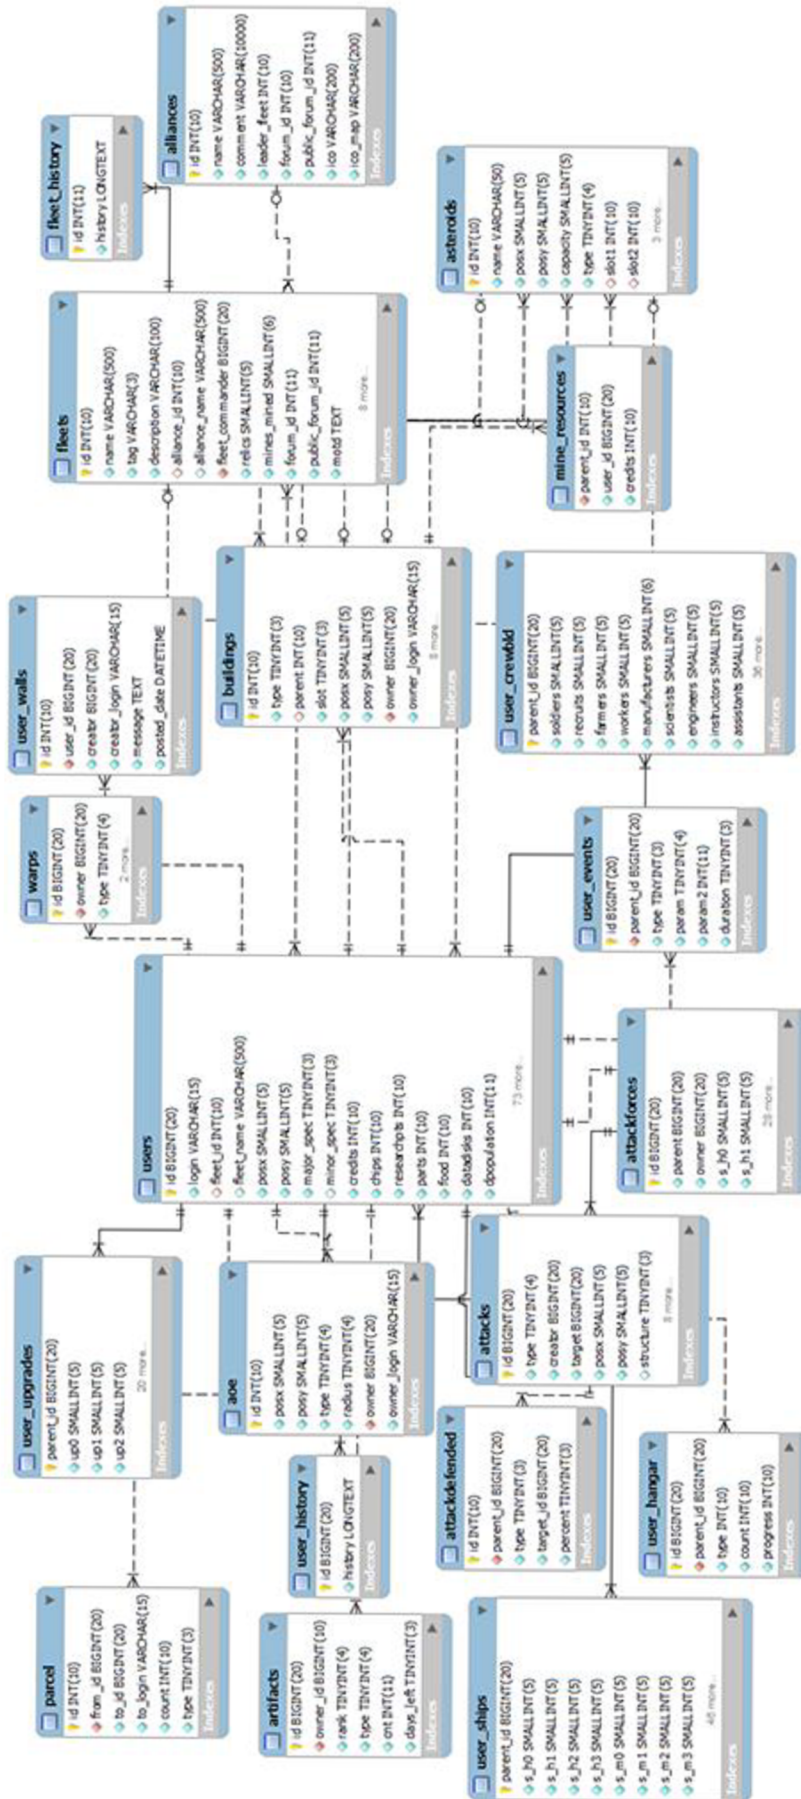 parcel
id INT(10)
from_id BIGINT(20)
to_id BIGINT(20)
to_login VARCHAR(15)
count INT(10)
type TINYINT(3)
Indexes
user_upgrades
parent_id BIGINT(20)
up0 SMALLINT(5)
up1 SMALLINT(5)
up2 SMALLINT(5)
20 more...
Indexes
warps
id BIGINT(20)
owner BIGINT(20)
type TINYINT(4)
2 more...
Indexes
user_walls
id INT(10)
user_id BIGINT(20)
creator BIGINT(20)
creator_login VARCHAR(15)
message TEXT
posted_date DATETIME
Indexes
fleets
id INT(10)
name VARCHAR(500)
tag VARCHAR(3)
description VARCHAR(100)
alliance_id INT(10)
alliance_name VARCHAR(500)
fleet_commander BIGINT(20)
relics SMALLINT(5)
mines_mined SMALLINT(6)
forum_id INT(11)
public_forum_id INT(11)
motd TEXT
8 more...
Indexes
fleet_history
id INT(11)
history LONGTEXT
Indexes
alliances
id INT(10)
name VARCHAR(500)
comment VARCHAR(10000)
leader_fleet INT(10)
forum_id INT(10)
public_forum_id INT(11)
ico VARCHAR(200)
ico_map VARCHAR(200)
Indexes
artifacts
id BIGINT(20)
owner_id BIGINT(10)
rank TINYINT(4)
type TINYINT(4)
cnt INT(11)
days_left TINYINT(3)
Indexes
user_history
id BIGINT(20)
history LONGTEXT
Indexes
aoe
id INT(10)
posx SMALLINT(5)
posy SMALLINT(5)
type TINYINT(4)
radius TINYINT(4)
owner BIGINT(20)
owner_login VARCHAR(15)
Indexes
users
id BIGINT(20)
login VARCHAR(15)
fleet_id INT(10)
fleet_name VARCHAR(500)
posx SMALLINT(5)
posy SMALLINT(5)
major_spec TINYINT(3)
minor_spec TINYINT(3)
credits INT(10)
chips INT(10)
researchpts INT(10)
parts INT(10)
food INT(10)
datadisks INT(10)
dpopulation INT(11)
73 more...
Indexes
buildings
id INT(10)
type TINYINT(3)
parent INT(10)
slot TINYINT(3)
posx SMALLINT(5)
posy SMALLINT(5)
owner BIGINT(20)
owner_login VARCHAR(15)
8 more...
Indexes
asteroids
id INT(10)
name VARCHAR(50)
posx SMALLINT(5)
posy SMALLINT(5)
capacity SMALLINT(5)
type TINYINT(4)
slot1 INT(10)
slot2 INT(10)
3 more...
Indexes
mine_resources
parent_id INT(10)
user_id BIGINT(20)
credits INT(10)
Indexes
user_ships
parent_id BIGINT(20)
s_h0 SMALLINT(5)
s_h1 SMALLINT(5)
s_h2 SMALLINT(5)
s_h3 SMALLINT(5)
s_m0 SMALLINT(5)
s_m1 SMALLINT(5)
s_m2 SMALLINT(5)
s_m3 SMALLINT(5)
Indexes
attackdefended
id INT(10)
parent_id BIGINT(20)
type TINYINT(3)
target_id BIGINT(20)
percent TINYINT(3)
Indexes
attacks
id BIGINT(20)
type TINYINT(4)
creator BIGINT(20)
target BIGINT(20)
posx SMALLINT(5)
posy SMALLINT(5)
structure TINYINT(3)
8 more...
Indexes
user_hangar
id BIGINT(20)
parent_id BIGINT(20)
type INT(10)
count INT(10)
progress INT(10)
Indexes
attackforces
id BIGINT(20)
parent BIGINT(20)
owner BIGINT(20)
s_h0 SMALLINT(5)
s_h1 SMALLINT(5)
28 more...
Indexes
user_events
id BIGINT(20)
parent_id BIGINT(20)
type TINYINT(3)
param TINYINT(4)
param2 INT(11)
duration TINYINT(3)
Indexes
user_crewbld
parent_id BIGINT(20)
soldiers SMALLINT(5)
recruits SMALLINT(5)
farmers SMALLINT(5)
workers SMALLINT(5)
manufacturers SMALLINT(6)
scientists SMALLINT(5)
engineers SMALLINT(5)
instructors SMALLINT(5)
assistants SMALLINT(5)
Indexes